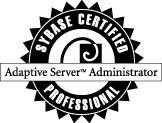 SYBASE CERTIFIED
Adaptive Server™ Administrator
PROFESSIONAL